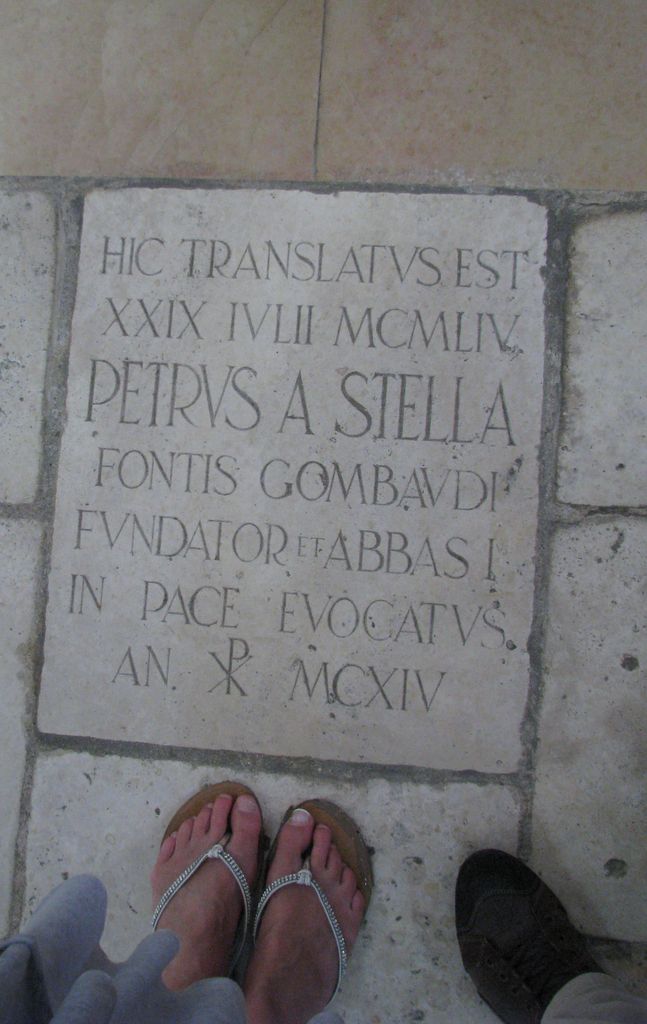 HIC TRANSLATVS EST
XXIX IVLII MCMLIV
PETRVS A STELLA
FONTIS GOMBAVDI
FVNDATOR ET ABBAS I
IN PACE EVOCATVS
AN ☧ MCXIV